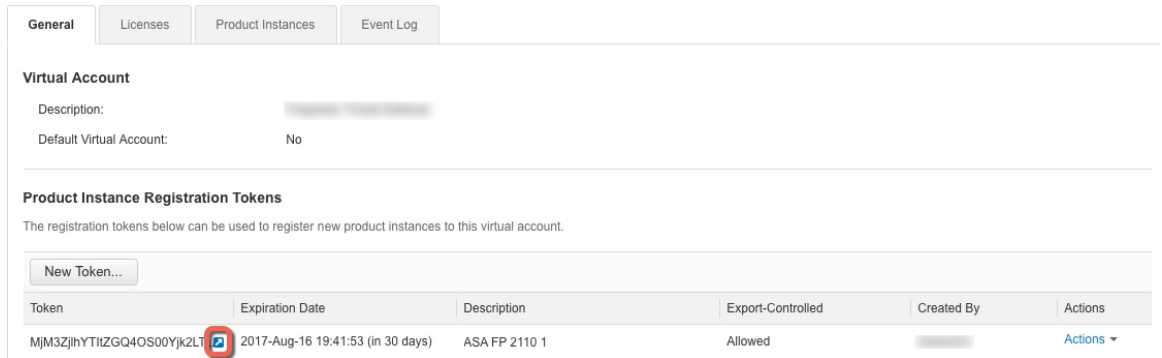 General Licenses Product Instances Event Log
Virtual Account
Description:
Default Virtual Account: No
Product Instance Registration Tokens
The registration tokens below can be used to register new product instances to this virtual account.
New Token...
Token Expiration Date Description Export-Controlled Created By Actions
MjM3ZjlhYTItZGQ4OS00Yjk2LT 2017-Aug-16 19:41:53 (in 30 days) ASA FP 2110 1 Allowed Actions